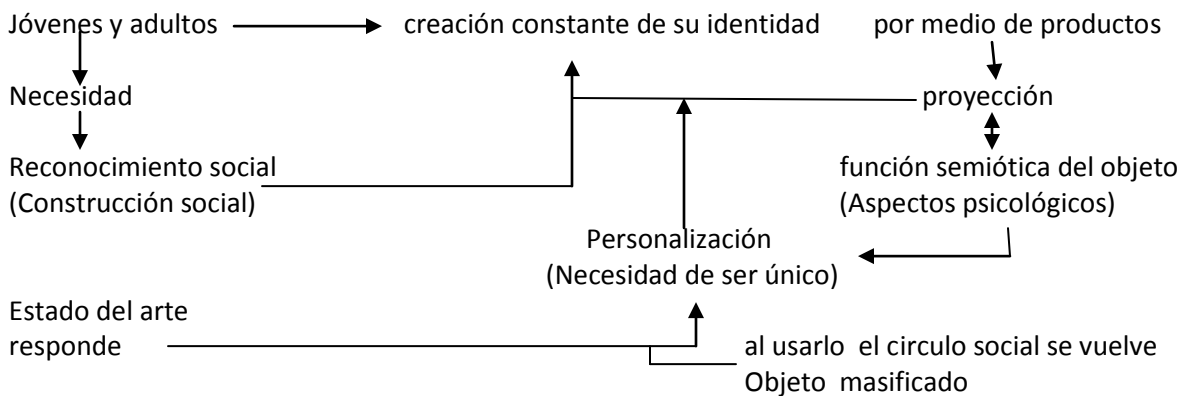 Jóvenes y adultos creación constante de su identidad por medio de productos
Necesidad proyección
Reconocimiento social función semiótica del objeto
(Construcción social) (Aspectos psicológicos)
Personalización
(Necesidad de ser único)
Estado del arte
responde al usarlo el circulo social se vuelve
Objeto masificado